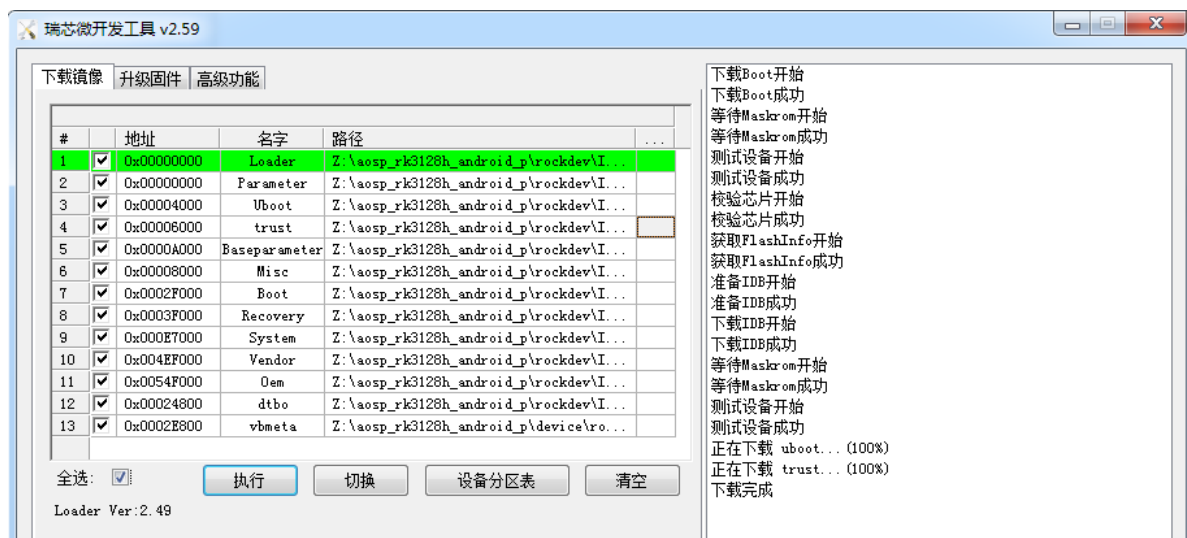 瑞芯微开发工具 v2.59
下载镜像 升级固件 高级功能
# 地址 名字 路径 ...
1 0x00000000 Loader Z:\aosp_rk3128h_android_p\rockdev\I...
2 0x00000000 Parameter Z:\aosp_rk3128h_android_p\rockdev\I...
3 0x00004000 Uboot Z:\aosp_rk3128h_android_p\rockdev\I...
4 0x00006000 trust Z:\aosp_rk3128h_android_p\rockdev\I...
5 0x0000A000 Baseparameter Z:\aosp_rk3128h_android_p\rockdev\I...
6 0x00008000 Misc Z:\aosp_rk3128h_android_p\rockdev\I...
7 0x0002F000 Boot Z:\aosp_rk3128h_android_p\rockdev\I...
8 0x0003F000 Recovery Z:\aosp_rk3128h_android_p\rockdev\I...
9 0x000E7000 System Z:\aosp_rk3128h_android_p\rockdev\I...
10 0x004EF000 Vendor Z:\aosp_rk3128h_android_p\rockdev\I...
11 0x0054F000 Oem Z:\aosp_rk3128h_android_p\rockdev\I...
12 0x00024800 dtbo Z:\aosp_rk3128h_android_p\rockdev\I...
13 0x0002E800 vbmeta Z:\aosp_rk3128h_android_p\device\ro...
全选: 执行 切换 设备分区表 清空
Loader Ver:2.49
下载Boot开始
下载Boot成功
等待Maskrom开始
等待Maskrom成功
测试设备开始
测试设备成功
校验芯片开始
校验芯片成功
获取FlashInfo开始
获取FlashInfo成功
准备IDB开始
准备IDB成功
下载IDB开始
下载IDB成功
等待Maskrom开始
等待Maskrom成功
测试设备开始
测试设备成功
正在下载 uboot...(100%)
正在下载 trust...(100%)
下载完成